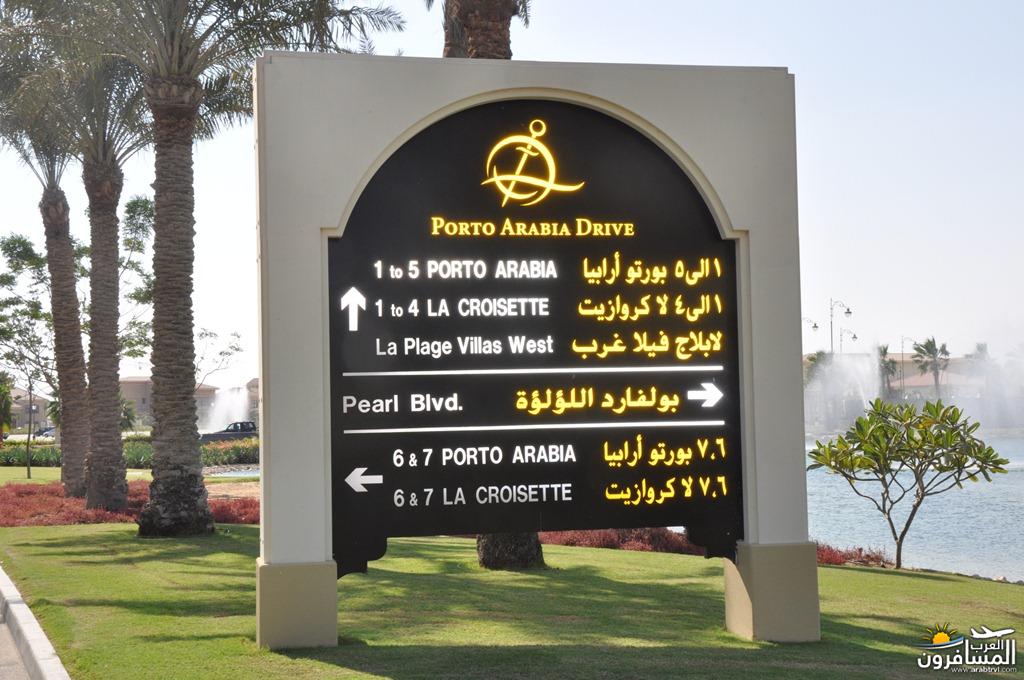 PORTO ARABIA DRIVE
1 to 5 PORTO ARABIA ١ الى٥ بورتو أرابيا
1 to 4 LA CROISETTE ١ الى٤ لا كروازيت
La Plage Villas West لابلاج فيلا غرب
Pearl Blvd. بولفارد اللؤلؤة
6 & 7 PORTO ARABIA ٧،٦ بورتو أرابيا
6 & 7 LA CROISETTE ٧،٦ لا كروازيت
العرب
المسافرون
www.arabtrvl.com